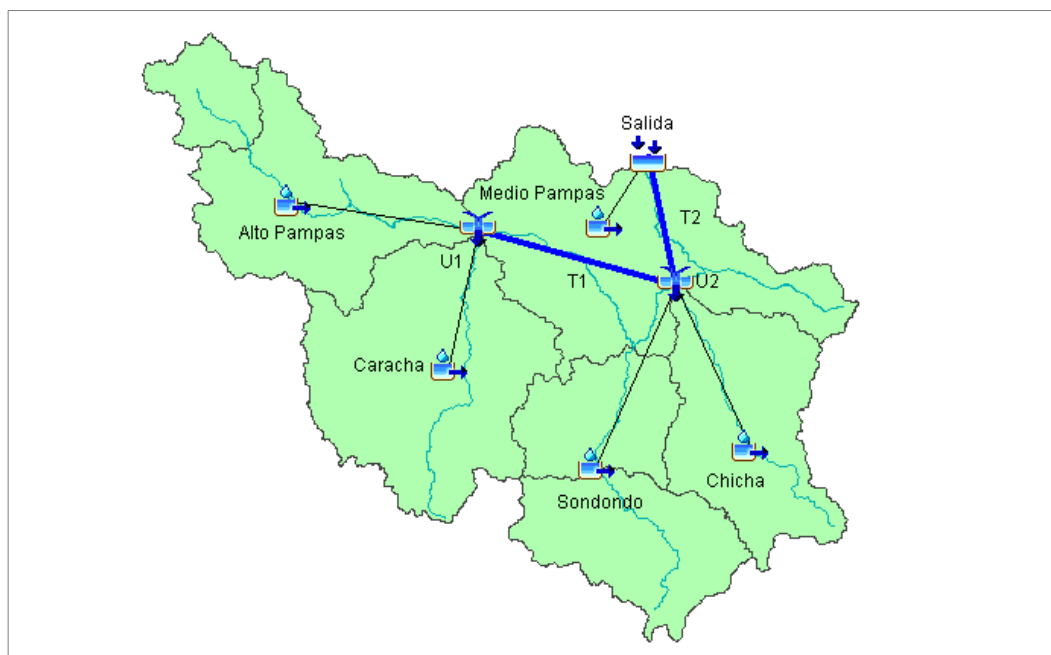 Salida
Medio Pampas
T2
Alto Pampas
U1
T1
U2
Caracha
Chicha
Sondondo